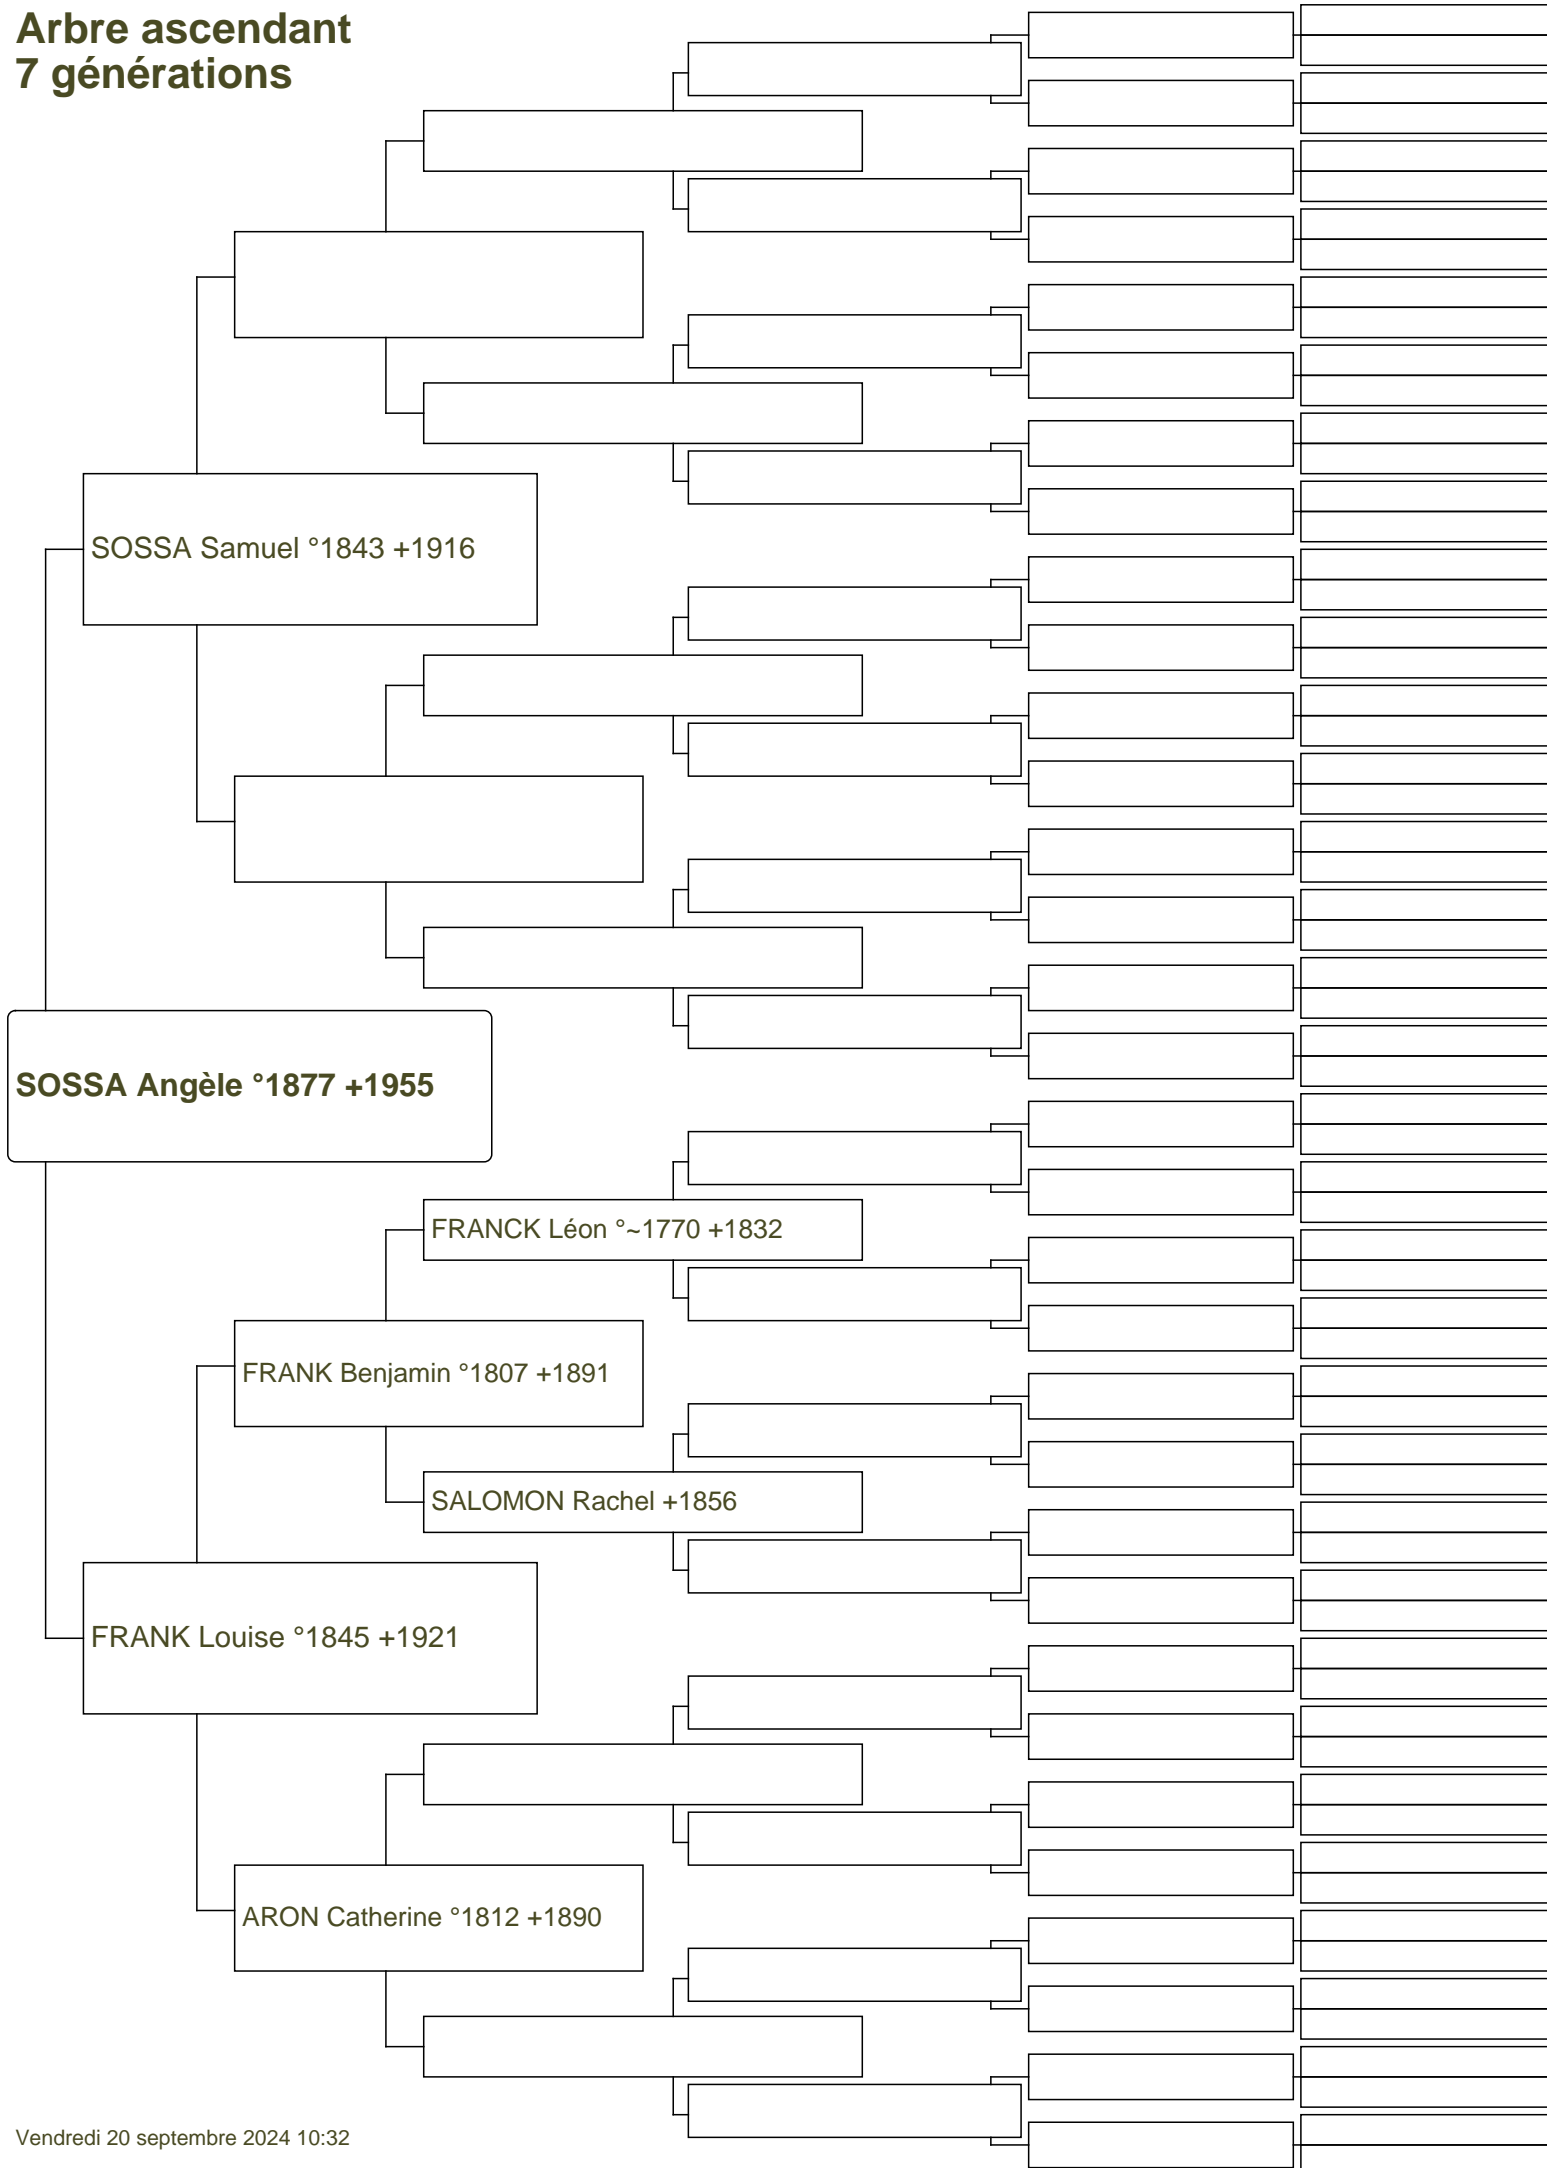 Arbre ascendant
7 générations
SOSSA Samuel °1843 +1916
SOSSA Angèle °1877 +1955
FRANCK Léon °~1770 +1832
FRANK Benjamin °1807 +1891
SALOMON Rachel +1856
FRANK Louise °1845 +1921
ARON Catherine °1812 +1890
Vendredi 20 septembre 2024 10:32